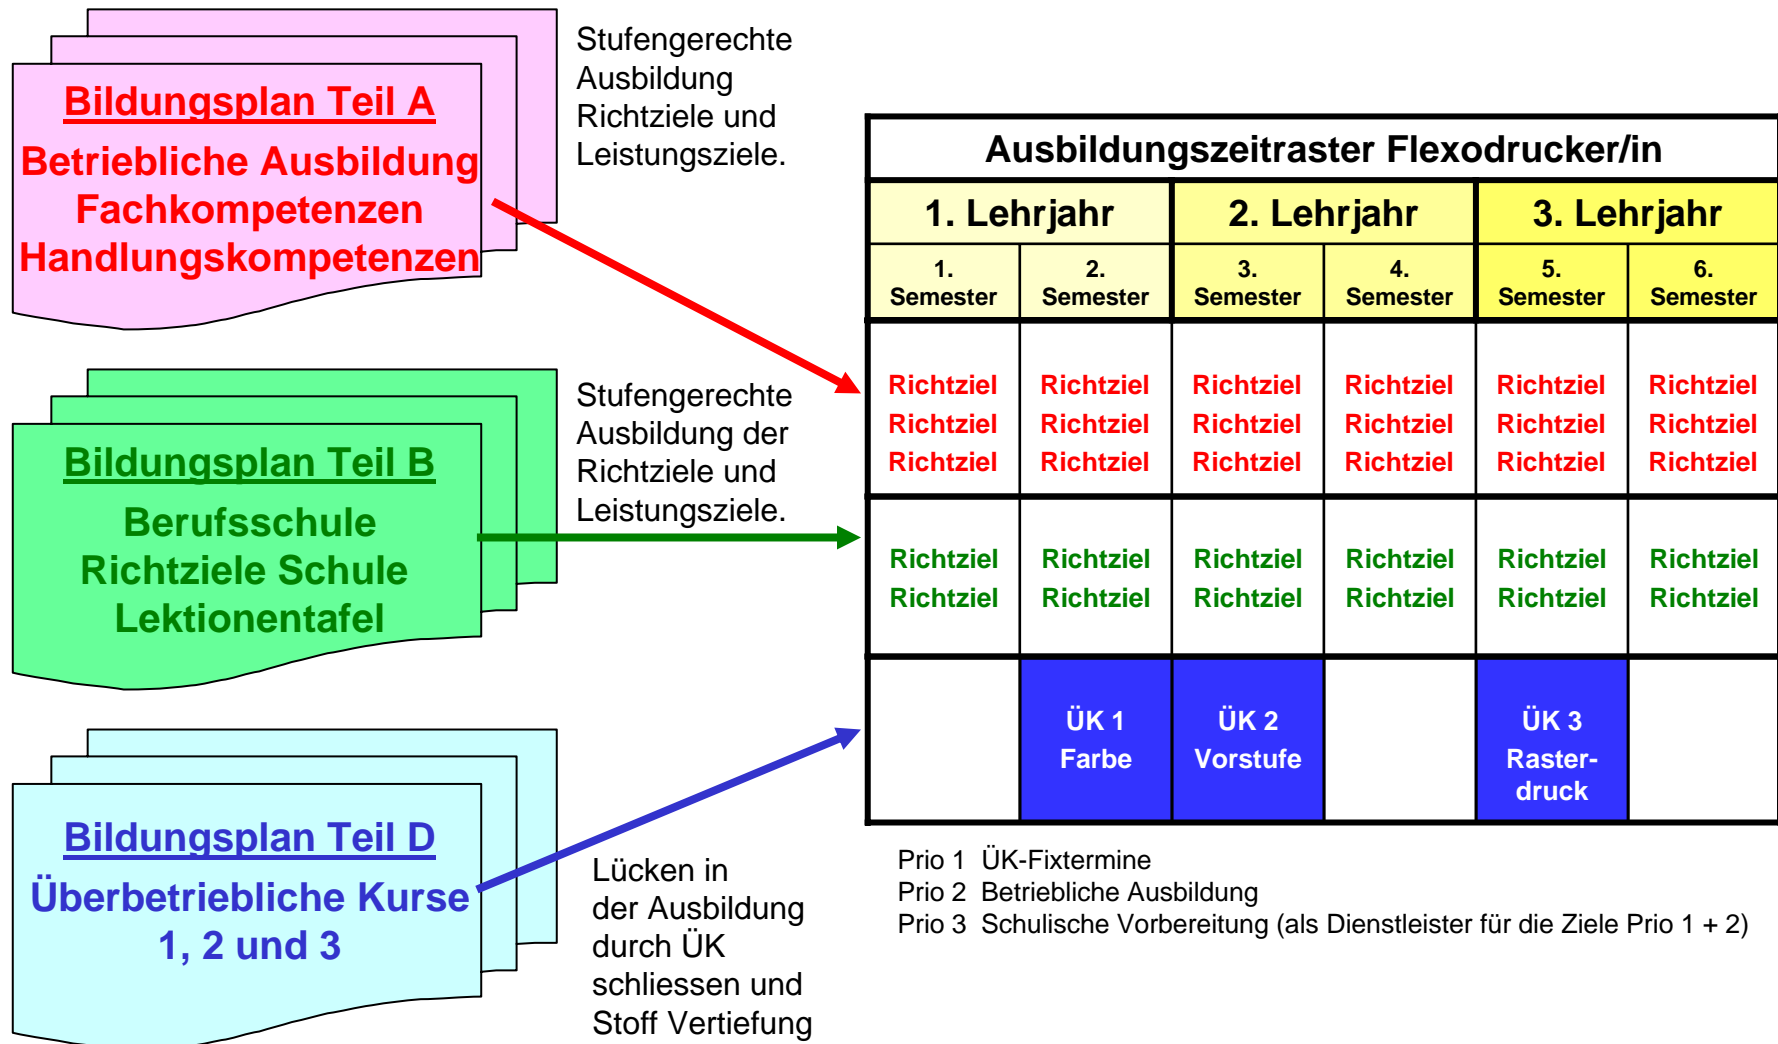 Bildungsplan Teil A
Betriebliche Ausbildung
Fachkompetenzen
Handlungskompetenzen
Stufengerechte
Ausbildung
Richtziele und
Leistungsziele.
Bildungsplan Teil B
Berufsschule
Richtziele Schule
Lektionentafel
Stufengerechte
Ausbildung der
Richtziele und
Leistungsziele.
Bildungsplan Teil D
Überbetriebliche Kurse
1, 2 und 3
Lücken in
der Ausbildung
durch ÜK
schliessen und
Stoff Vertiefung
Ausbildungszeitraster Flexodrucker/in
1. Lehrjahr 2. Lehrjahr 3. Lehrjahr
1. 2. 3. 4. 5. 6.
Semester Semester Semester Semester Semester Semester
Richtziel Richtziel Richtziel Richtziel Richtziel Richtziel
Richtziel Richtziel Richtziel Richtziel Richtziel Richtziel
Richtziel Richtziel Richtziel Richtziel Richtziel Richtziel
Richtziel Richtziel Richtziel Richtziel Richtziel Richtziel
Richtziel Richtziel Richtziel Richtziel Richtziel Richtziel
ÜK 1 ÜK 2 ÜK 3
Farbe Vorstufe Raster-
druck
Prio 1 ÜK-Fixtermine
Prio 2 Betriebliche Ausbildung
Prio 3 Schulische Vorbereitung (als Dienstleister für die Ziele Prio 1 + 2)